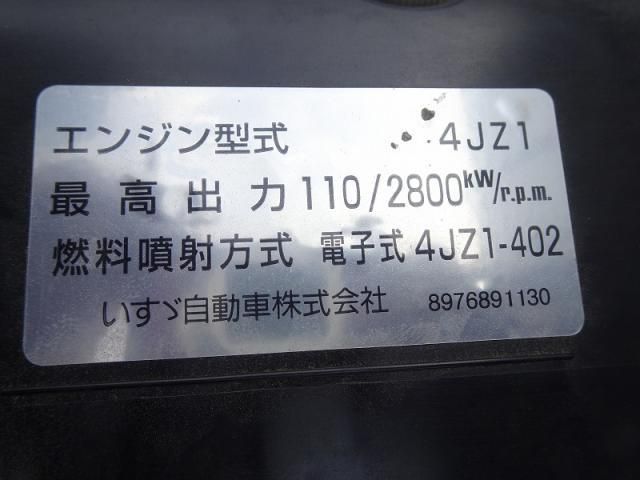 エンジン型式 4JZ1
最高出力 110/2800kW/r.p.m.
燃料噴射方式 電子式 4JZ1-402
いすゞ自動車株式会社 8976891130